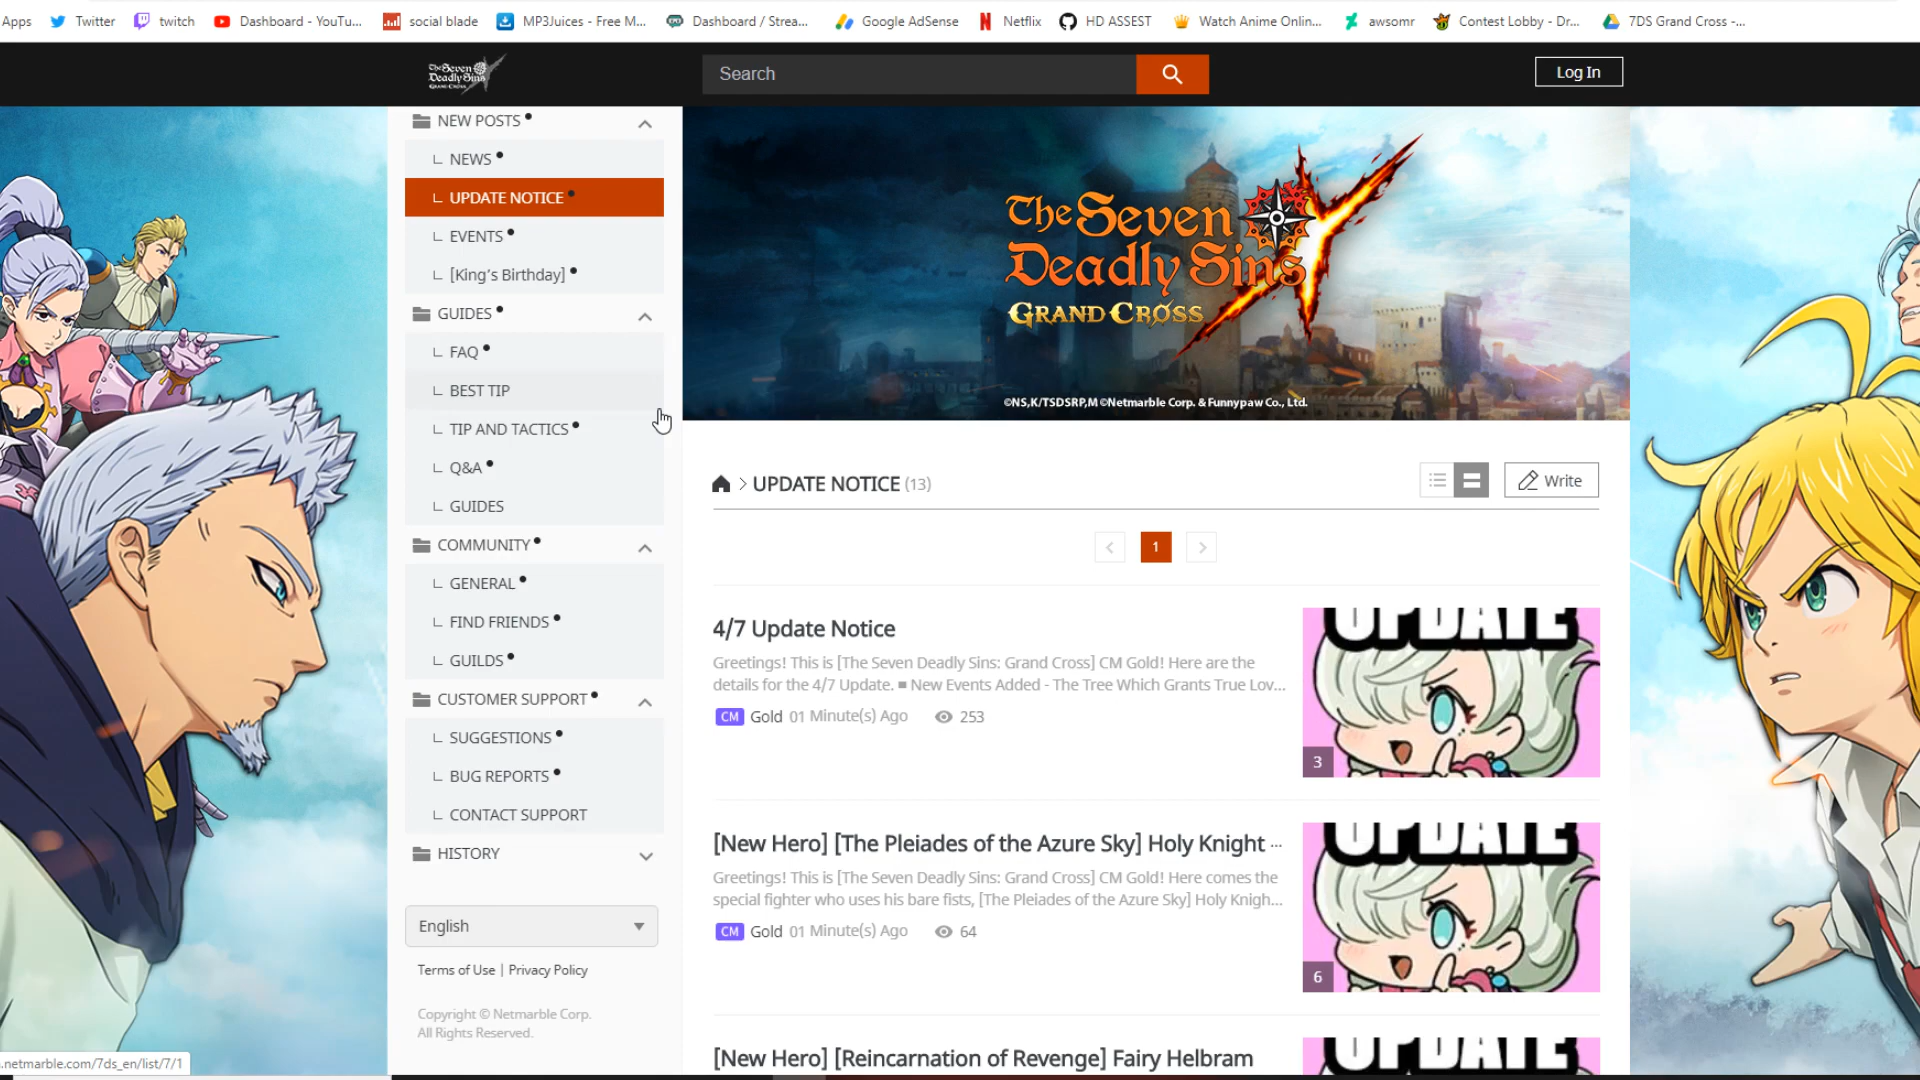 Apps Twitter twitch Dashboard - YouTu... social blade MP3Juices - Free M... Dashboard / Strea... Google AdSense Netflix HD ASSEST Watch Anime Onlin... awsomr Contest Lobby - Dr... 7DS Grand Cross -...
The Seven Deadly Sins GRAND CROSS
Search
Log In
NEW POSTS
NEWS
UPDATE NOTICE
EVENTS
[King's Birthday]
GUIDES
FAQ
BEST TIP
TIP AND TACTICS
Q&A
GUIDES
COMMUNITY
GENERAL
FIND FRIENDS
GUILDS
CUSTOMER SUPPORT
SUGGESTIONS
BUG REPORTS
CONTACT SUPPORT
HISTORY
English
Terms of Use | Privacy Policy
Copyright © Netmarble Corp.
All Rights Reserved.
.netmarble.com/7ds_en/list/7/1
The Seven
Deadly Sins
GRAND CROSS
©NS,K/TSDSRP,M ©Netmarble Corp. & Funnypaw Co., Ltd.
> UPDATE NOTICE (13)
Write
< 1 >
4/7 Update Notice
Greetings! This is [The Seven Deadly Sins: Grand Cross] CM Gold! Here are the
details for the 4/7 Update. ■ New Events Added - The Tree Which Grants True Lov...
CM Gold 01 Minute(s) Ago 253
UPDATE
3
[New Hero] [The Pleiades of the Azure Sky] Holy Knight ...
Greetings! This is [The Seven Deadly Sins: Grand Cross] CM Gold! Here comes the
special fighter who uses his bare fists, [The Pleiades of the Azure Sky] Holy Knigh...
CM Gold 01 Minute(s) Ago 64
UPDATE
6
[New Hero] [Reincarnation of Revenge] Fairy Helbram
UPDATE